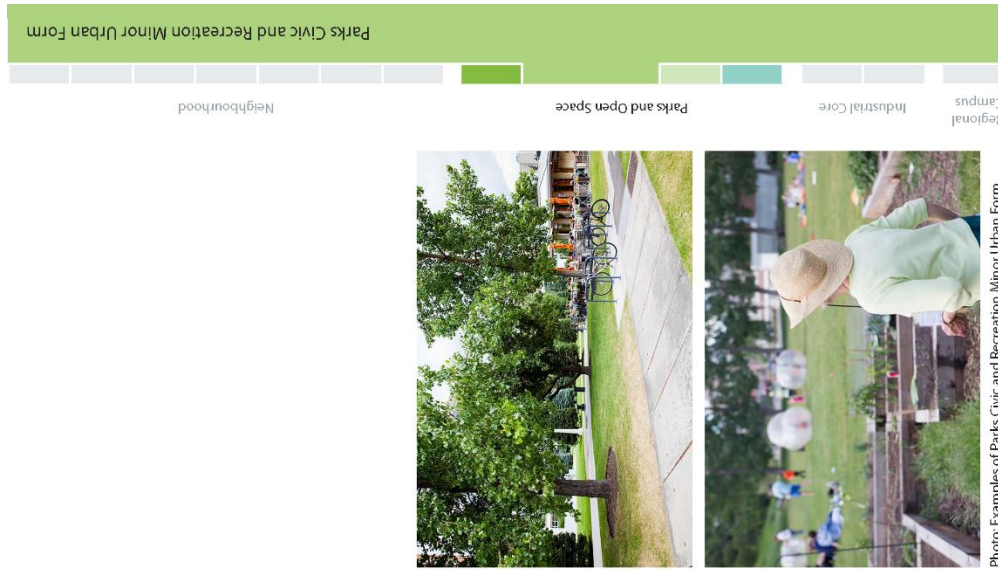 Parks Civic and Recreation Minor Urban Form
Neighbourhood
Parks and Open Space
Industrial Core
Regional
Campus
Photo: Examples of Parks Civic and Recreation Minor Urban Form